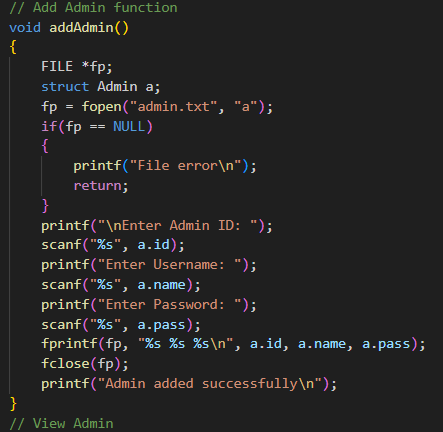 // Add Admin function
void addAdmin()
{
    FILE *fp;
    struct Admin a;
    fp = fopen("admin.txt", "a");
    if(fp == NULL)
    {
        printf("File error\n");
        return;
    }
    printf("\nEnter Admin ID: ");
    scanf("%s", a.id);
    printf("Enter Username: ");
    scanf("%s", a.name);
    printf("Enter Password: ");
    scanf("%s", a.pass);
    fprintf(fp, "%s %s %s\n", a.id, a.name, a.pass);
    fclose(fp);
    printf("Admin added successfully\n");
}
// View Admin